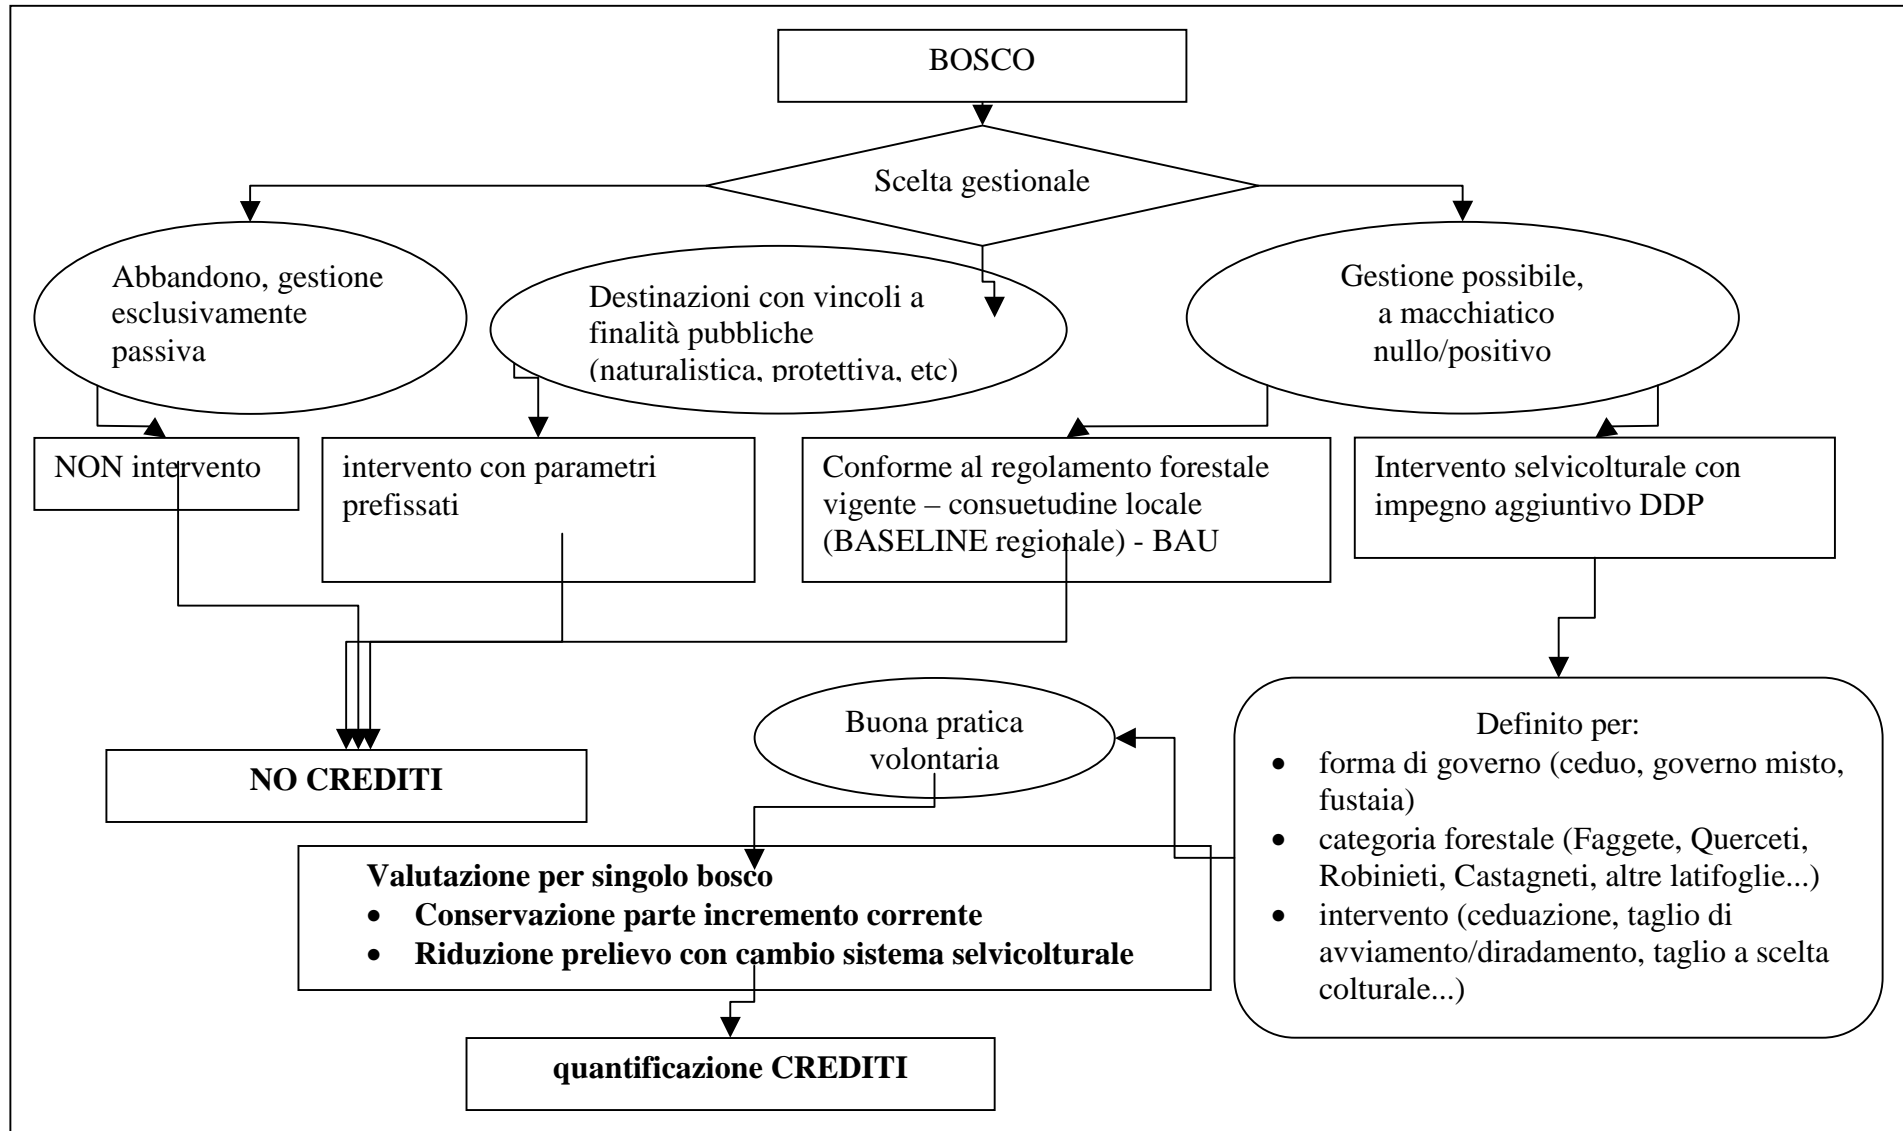 BOSCO
Scelta gestionale
Abbandono, gestione
esclusivamente
passiva
Destinazioni con vincoli a
finalità pubbliche
(naturalistica, protettiva, etc)
Gestione possibile,
a macchiatico
nullo/positivo
NON intervento
intervento con parametri
prefissati
Conforme al regolamento forestale
vigente – consuetudine locale
(BASELINE regionale) - BAU
Intervento selvicolturale con
impegno aggiuntivo DDP
NO CREDITI
Buona pratica
volontaria
Definito per:
• forma di governo (ceduo, governo misto,
fustaia)
• categoria forestale (Faggete, Querceti,
Robinieti, Castagneti, altre latifoglie...)
• intervento (ceduazione, taglio di
avviamento/diradamento, taglio a scelta
colturale...)
Valutazione per singolo bosco
• Conservazione parte incremento corrente
• Riduzione prelievo con cambio sistema selvicolturale
quantificazione CREDITI